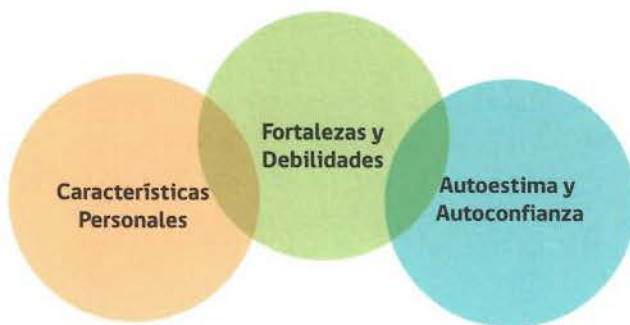 Características
Personales
Fortalezas y
Debilidades
Autoestima y
Autoconfianza